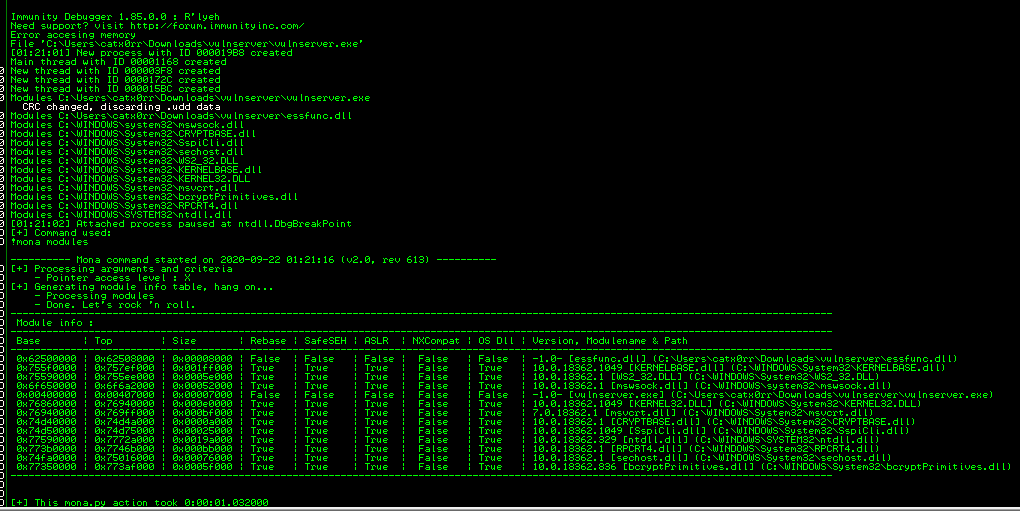 Immunity Debugger 1.85.0.0 : R'lyeh
Need support? visit http://forum.immunityinc.com/
Error accesing memory
File 'C:\Users\catx0rr\Downloads\vulnserver\vulnserver.exe'
[01:21:01] New process with ID 000019B8 created
Main thread with ID 00001168 created
New thread with ID 000003F8 created
New thread with ID 0000172C created
New thread with ID 000015BC created
Modules C:\Users\catx0rr\Downloads\vulnserver\vulnserver.exe
CRC changed, discarding .udd data
Modules C:\Users\catx0rr\Downloads\vulnserver\essfunc.dll
Modules C:\WINDOWS\system32\mswsock.dll
Modules C:\WINDOWS\System32\CRYPTBASE.dll
Modules C:\WINDOWS\System32\SspiCli.dll
Modules C:\WINDOWS\System32\sechost.dll
Modules C:\WINDOWS\System32\WS2_32.DLL
Modules C:\WINDOWS\System32\KERNELBASE.dll
Modules C:\WINDOWS\System32\KERNEL32.DLL
Modules C:\WINDOWS\System32\msvcrt.dll
Modules C:\WINDOWS\System32\bcryptPrimitives.dll
Modules C:\WINDOWS\System32\RPCRT4.dll
Modules C:\WINDOWS\SYSTEM32\ntdll.dll
[01:21:02] Attached process paused at ntdll.DbgBreakPoint
[+] Command used:
!mona modules
---------- Mona command started on 2020-09-22 01:21:16 (v2.0, rev 613) ----------
[+] Processing arguments and criteria
- Pointer access level : X
[+] Generating module info table, hang on...
- Processing modules
- Done. Let's rock 'n roll.
Module info :
Base | Top | Size | Rebase | SafeSEH | ASLR | NXCompat | OS Dll | Version, Modulename & Path
0x62500000 | 0x62508000 | 0x00008000 | False | False | False | False | False | -1.0- [essfunc.dll] (C:\Users\catx0rr\Downloads\vulnserver\essfunc.dll)
0x755f0000 | 0x757ef000 | 0x001ff000 | True | True | True | False | True | 10.0.18362.1049 [KERNELBASE.dll] (C:\WINDOWS\System32\KERNELBASE.dll)
0x75590000 | 0x755ee000 | 0x0005e000 | True | True | True | False | True | 10.0.18362.1 [WS2_32.DLL] (C:\WINDOWS\System32\WS2_32.DLL)
0x6f650000 | 0x6f6a2000 | 0x00052000 | True | True | True | False | True | 10.0.18362.1 [mswsock.dll] (C:\WINDOWS\system32\mswsock.dll)
0x00400000 | 0x00407000 | 0x00007000 | False | False | False | False | False | -1.0- [vulnserver.exe] (C:\Users\catx0rr\Downloads\vulnserver\vulnserver.exe)
0x76860000 | 0x76940000 | 0x000e0000 | True | True | True | False | True | 10.0.18362.1049 [KERNEL32.DLL] (C:\WINDOWS\System32\KERNEL32.DLL)
0x76940000 | 0x769ff000 | 0x000bf000 | True | True | True | False | True | 7.0.18362.1 [msvcrt.dll] (C:\WINDOWS\System32\msvcrt.dll)
0x74d40000 | 0x74d4a000 | 0x0000a000 | True | True | True | False | True | 10.0.18362.1 [CRYPTBASE.dll] (C:\WINDOWS\System32\CRYPTBASE.dll)
0x74d50000 | 0x74d75000 | 0x00025000 | True | True | True | False | True | 10.0.18362.1049 [SspiCli.dll] (C:\WINDOWS\System32\SspiCli.dll)
0x77590000 | 0x7772a000 | 0x0019a000 | True | True | True | False | True | 10.0.18362.329 [ntdll.dll] (C:\WINDOWS\SYSTEM32\ntdll.dll)
0x773b0000 | 0x7746b000 | 0x000bb000 | True | True | True | False | True | 10.0.18362.1 [RPCRT4.dll] (C:\WINDOWS\System32\RPCRT4.dll)
0x74fa0000 | 0x75016000 | 0x00076000 | True | True | True | False | True | 10.0.18362.1 [sechost.dll] (C:\WINDOWS\System32\sechost.dll)
0x77350000 | 0x773af000 | 0x0005f000 | True | True | True | False | True | 10.0.18362.836 [bcryptPrimitives.dll] (C:\WINDOWS\System32\bcryptPrimitives.dll)
[+] This mona.py action took 0:00:01.032000